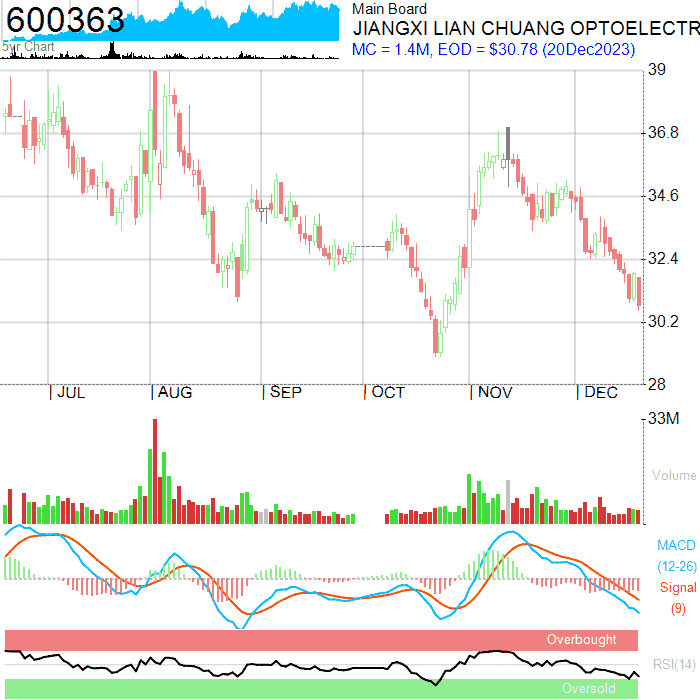 600363
5yr Chart
Main Board
JIANGXI LIAN CHUANG OPTOELECTR
MC = 1.4M, EOD = $30.78 (20Dec2023)
39
36.8
34.6
32.4
30.2
28
JUL
AUG
SEP
OCT
NOV
DEC
33M
Volume
MACD
(12-26)
Signal
(9)
Overbought
RSI(14)
Oversold